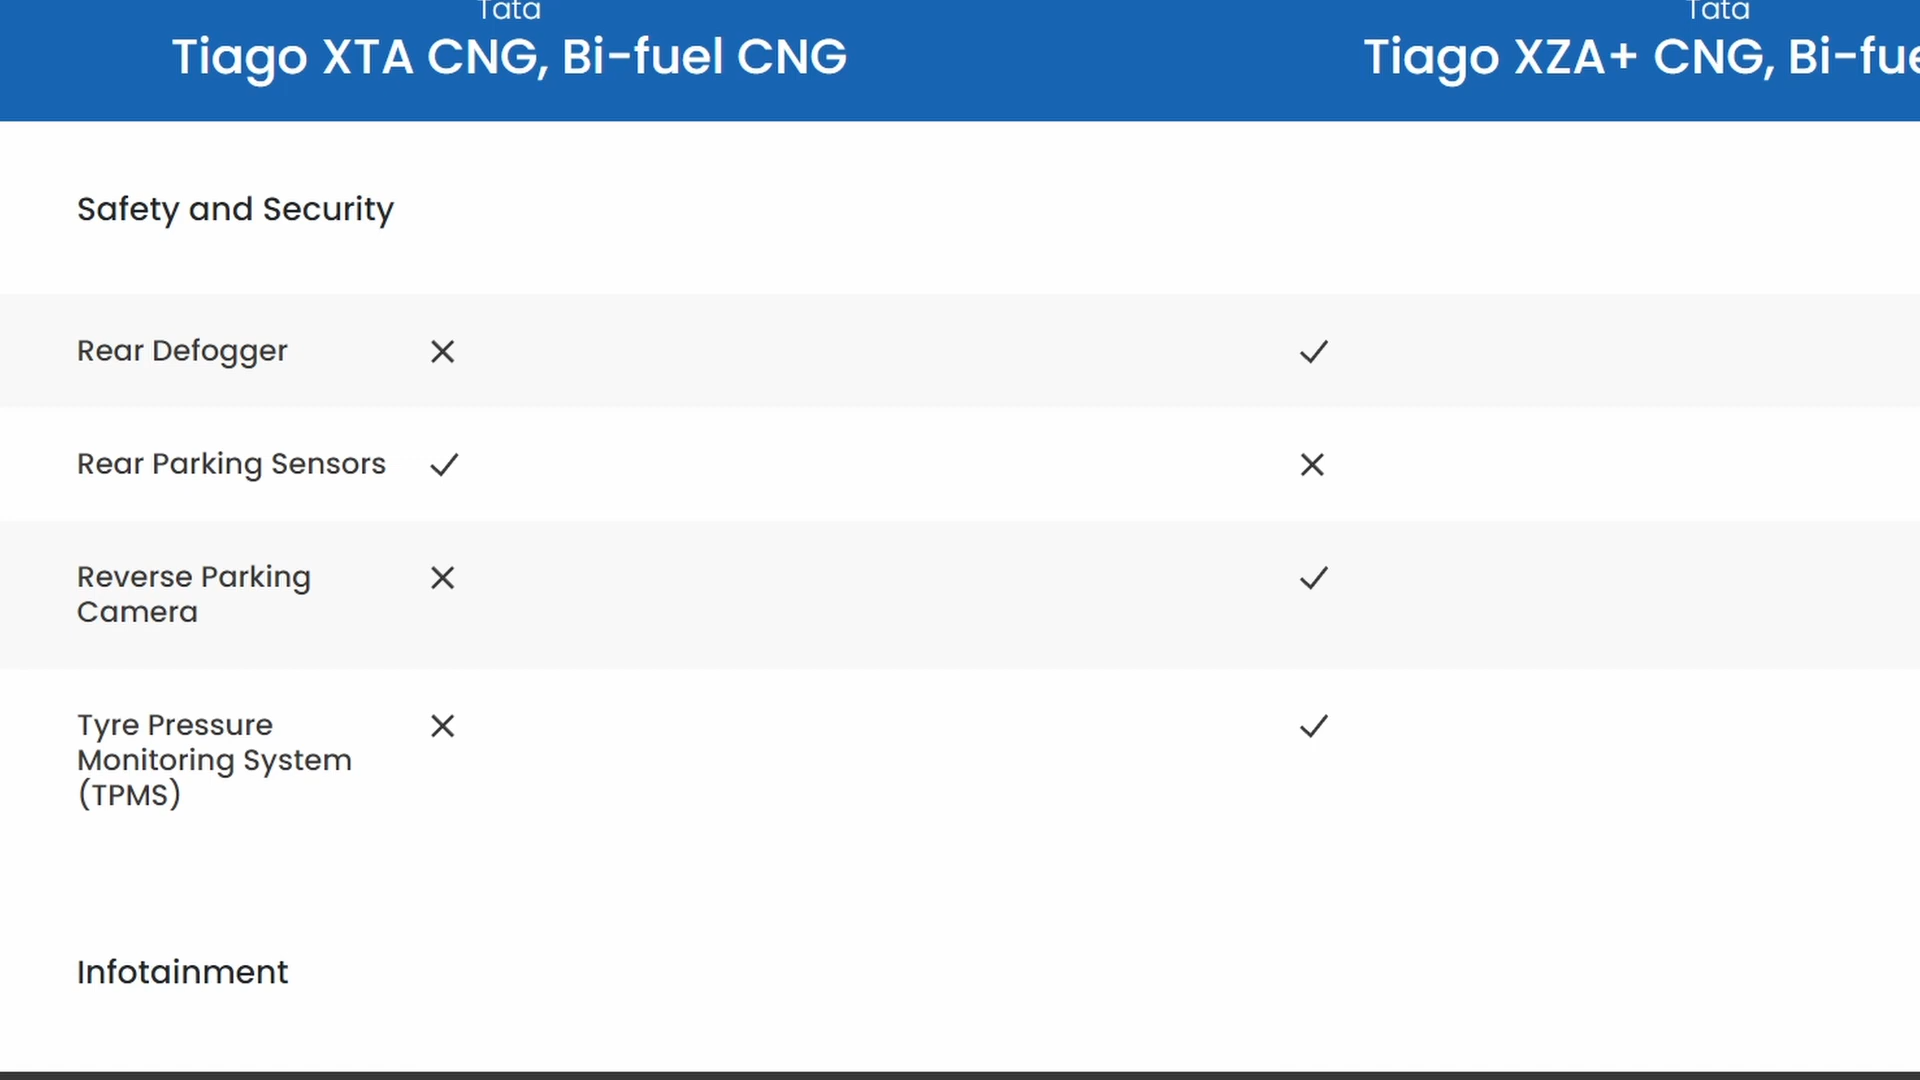 Tata
Tata
Tiago XTA CNG, Bi-fuel CNG
Tiago XZA+ CNG, Bi-fue
Safety and Security
Rear Defogger
Rear Parking Sensors
Reverse Parking
Camera
Tyre Pressure
Monitoring System
(TPMS)
Infotainment